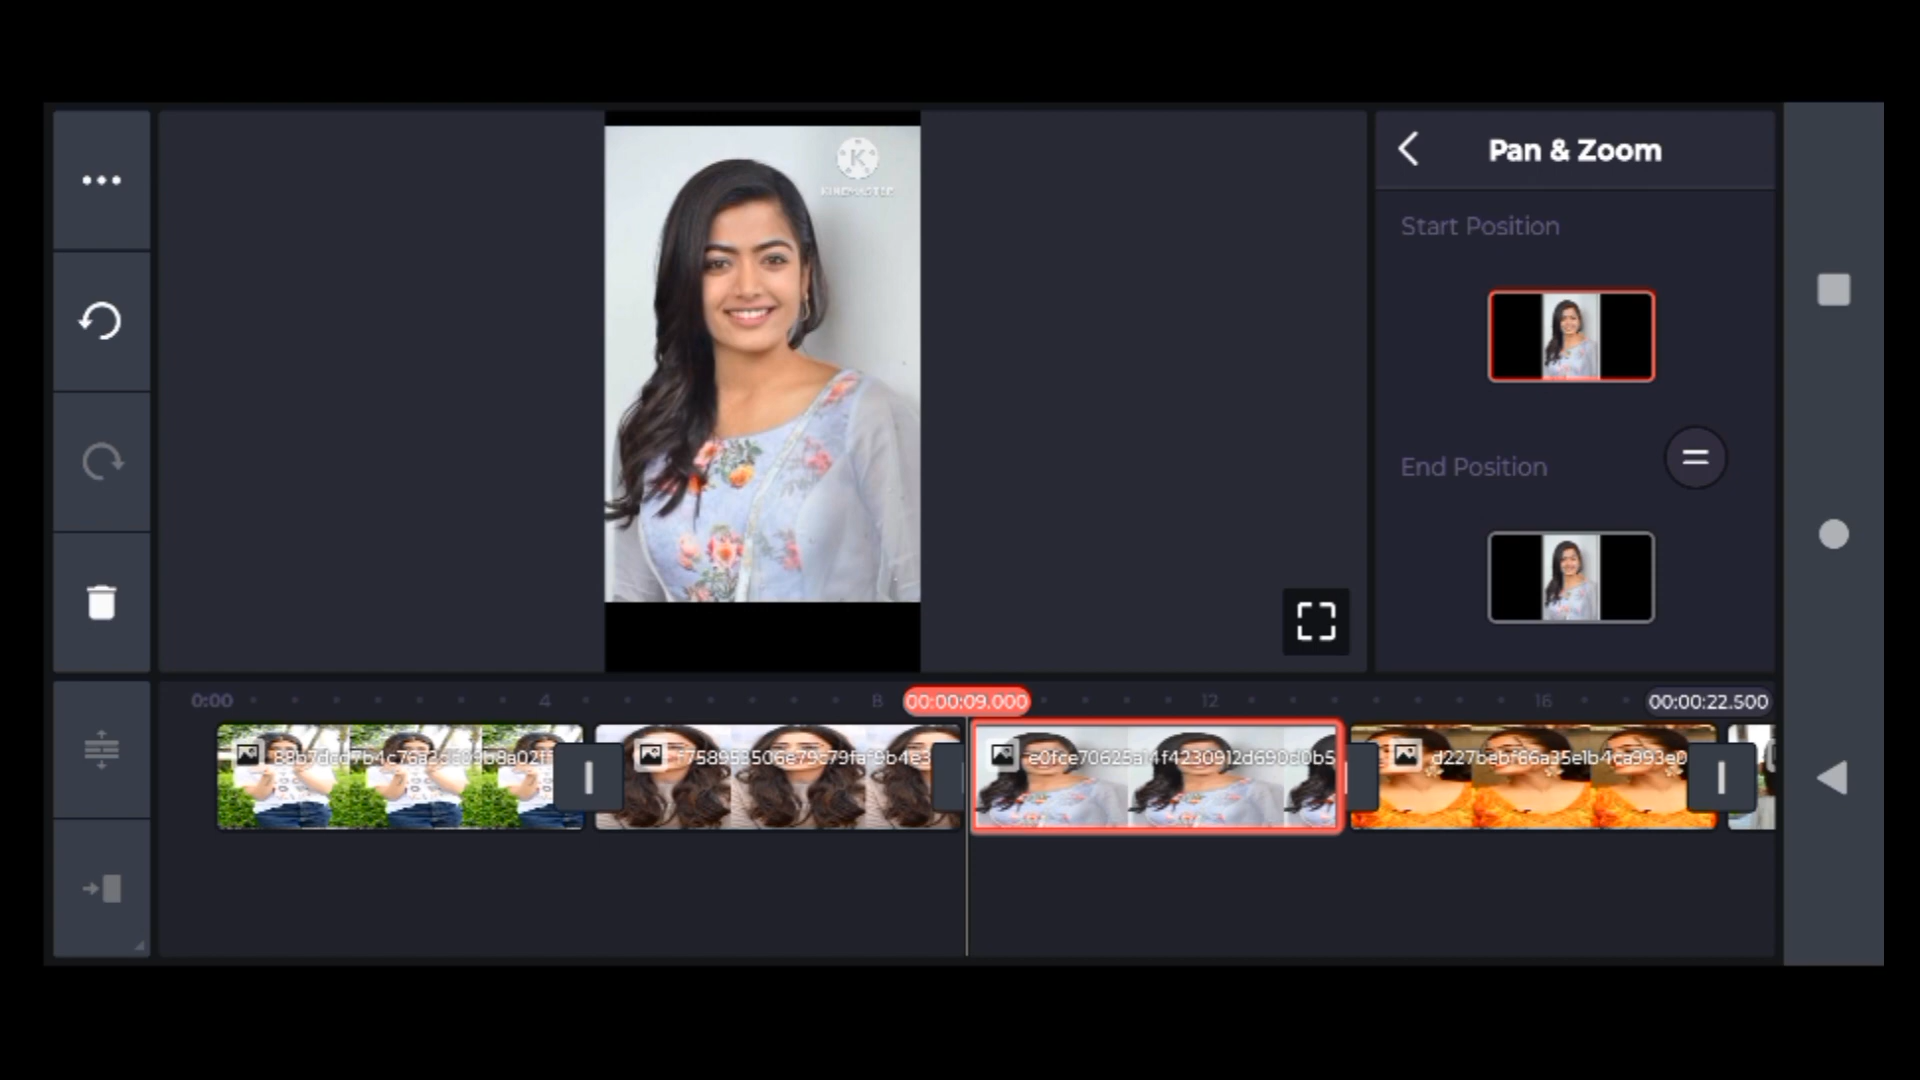 K
KINEMASTER
Pan & Zoom
Start Position
End Position
0:00
4
8
00:00:09.000
12
16
00:00:22.500